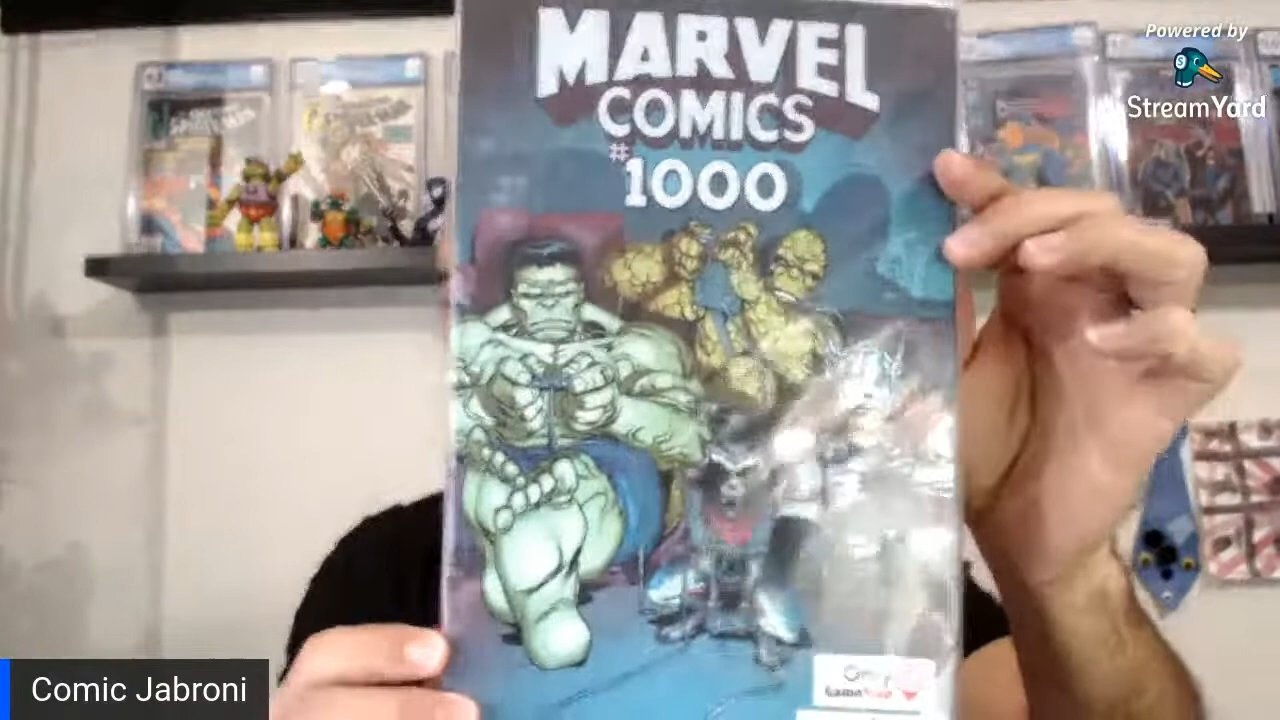 Powered by
StreamYard
MARVEL
COMICS
#1000
Comic Jabroni